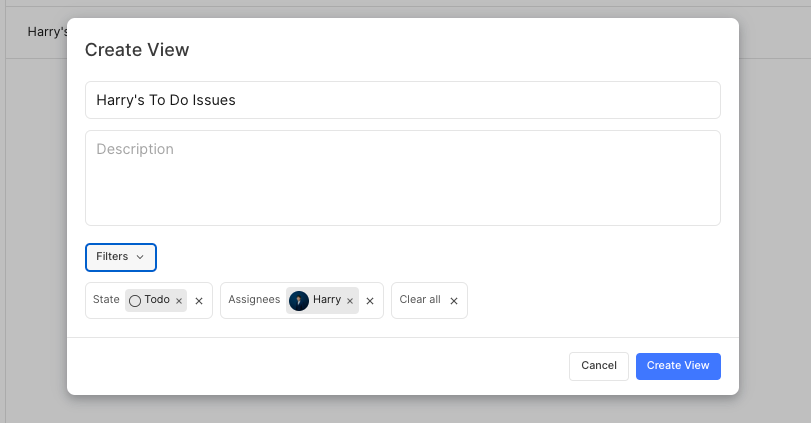 Harry's
Create View
Harry's To Do Issues
Description
Filters
State Todo × × Assignees Harry × × Clear all ×
Cancel Create View